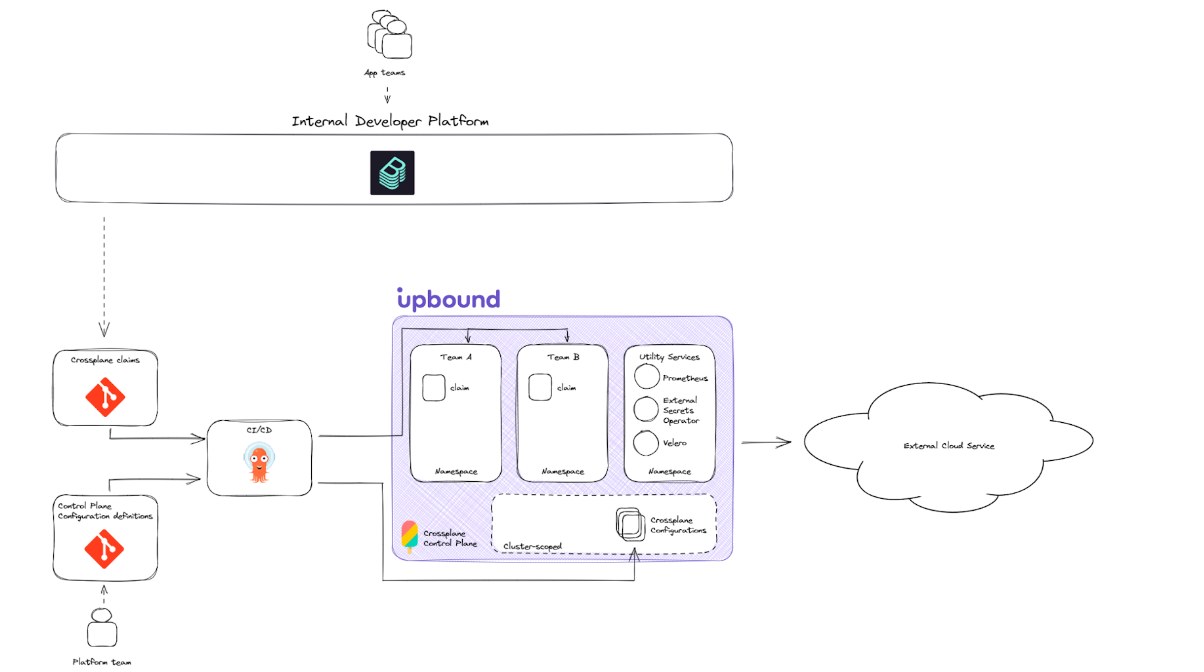 App teams
Internal Developer Platform
upbound
Crossplane claims
Team A
claim
Namespace
Team B
claim
Namespace
Utility Services
Prometheus
External
Secrets
Operator
Velero
Namespace
CI/CD
External Cloud Service
Control Plane
Configuration definitions
Crossplane
Control Plane
Cluster-scoped
Crossplane
Configurations
Platform team